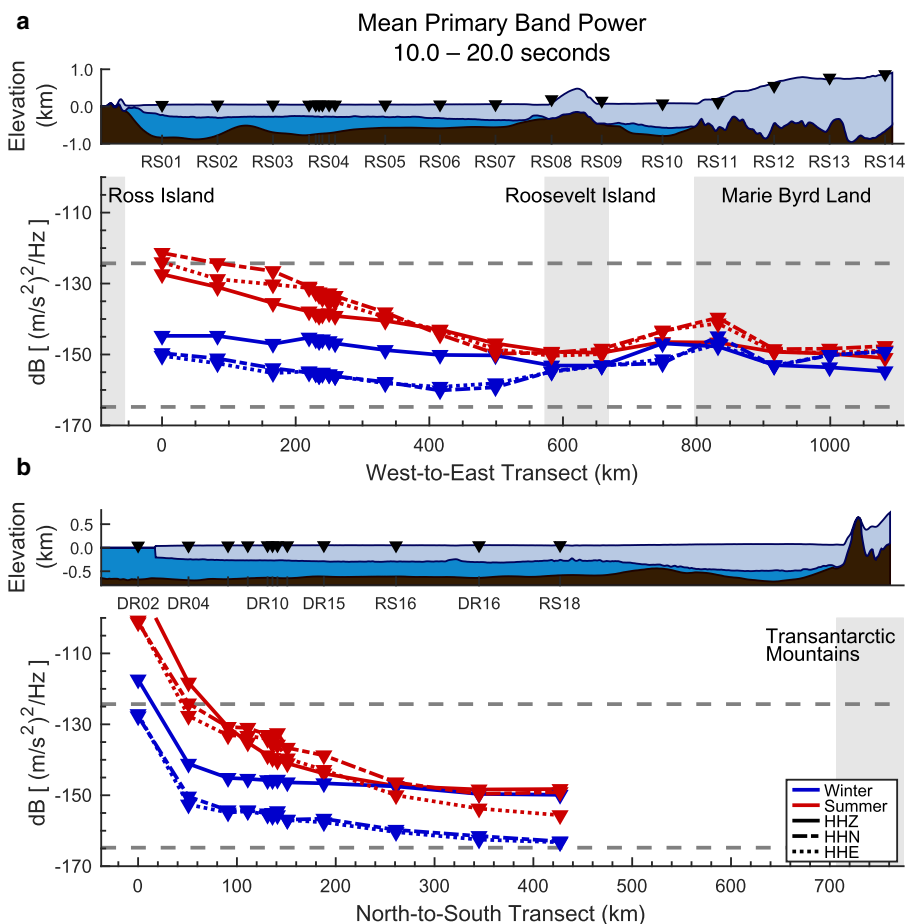 a
Mean Primary Band Power
10.0 – 20.0 seconds
Elevation
(km)
1.0
0.0
-1.0
RS01 RS02 RS03 RS04 RS05 RS06 RS07 RS08 RS09 RS10 RS11 RS12 RS13 RS14
Ross Island Roosevelt Island Marie Byrd Land
dB [ (m/s²)²/Hz ]
-110
-130
-150
-170
0 200 400 600 800 1000
West-to-East Transect (km)
b
Elevation
(km)
0.5
0.0
-0.5
DR02 DR04 DR10 DR15 RS16 DR16 RS18
Transantarctic
Mountains
dB [ (m/s²)²/Hz ]
-110
-130
-150
-170
Winter
Summer
HHZ
HHN
HHE
0 100 200 300 400 500 600 700
North-to-South Transect (km)